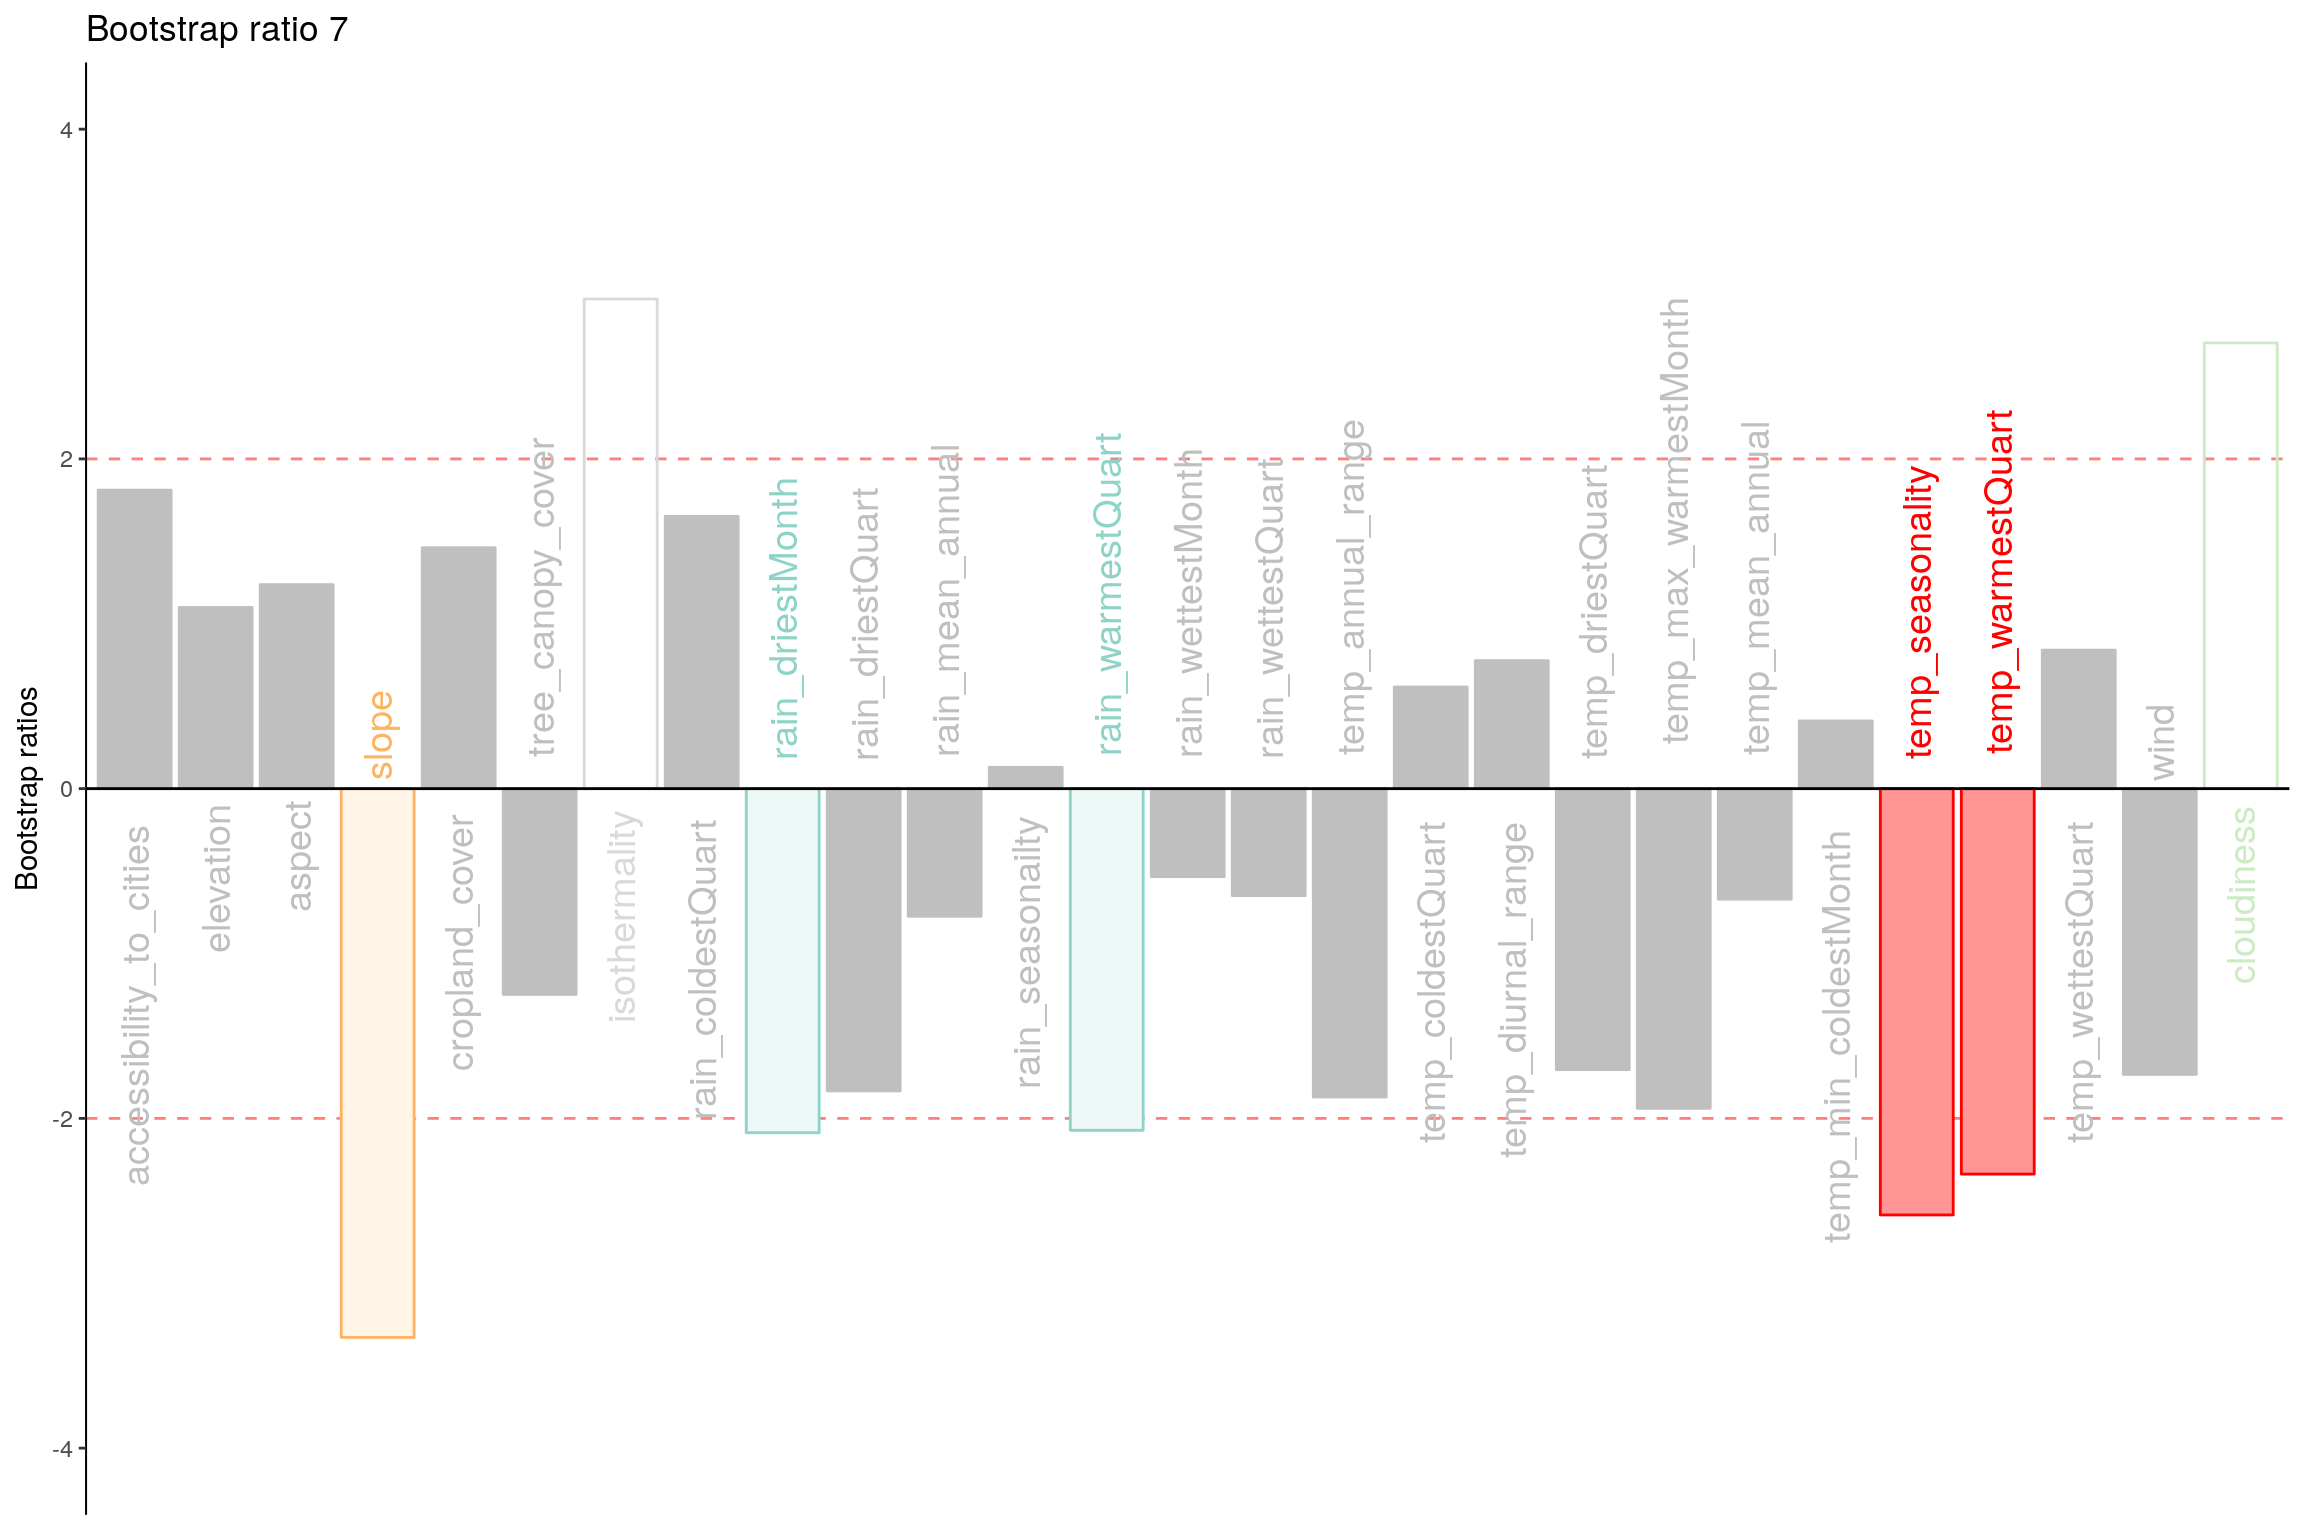 Bootstrap ratio 7
Bootstrap ratios
4
2
0
-2
-4
accessibility_to_cities
elevation
aspect
slope
cropland_cover
tree_canopy_cover
isothermality
rain_coldestQuart
rain_driestMonth
rain_driestQuart
rain_mean_annual
rain_seasonailty
rain_warmestQuart
rain_wettestMonth
rain_wettestQuart
temp_annual_range
temp_coldestQuart
temp_diurnal_range
temp_driestQuart
temp_max_warmestMonth
temp_mean_annual
temp_min_coldestMonth
temp_seasonality
temp_warmestQuart
temp_wettestQuart
wind
cloudiness